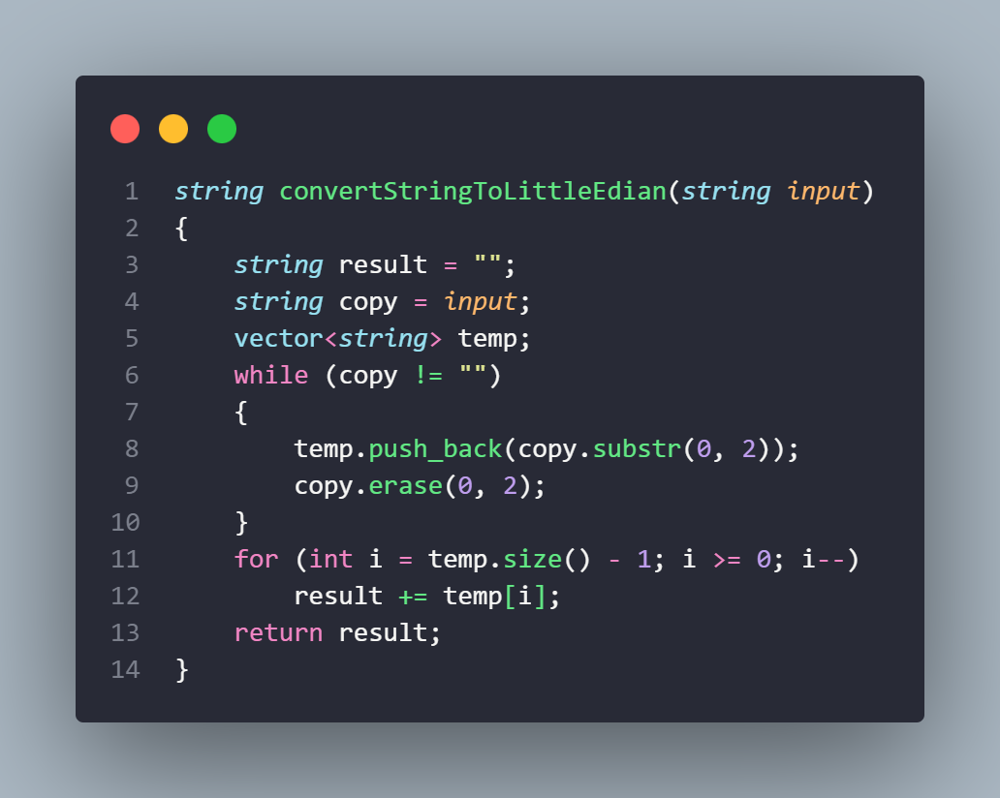 1 string convertStringToLittleEdian(string input)
2 {
3     string result = "";
4     string copy = input;
5     vector<string> temp;
6     while (copy != "")
7     {
8         temp.push_back(copy.substr(0, 2));
9         copy.erase(0, 2);
10     }
11     for (int i = temp.size() - 1; i >= 0; i--)
12         result += temp[i];
13     return result;
14 }